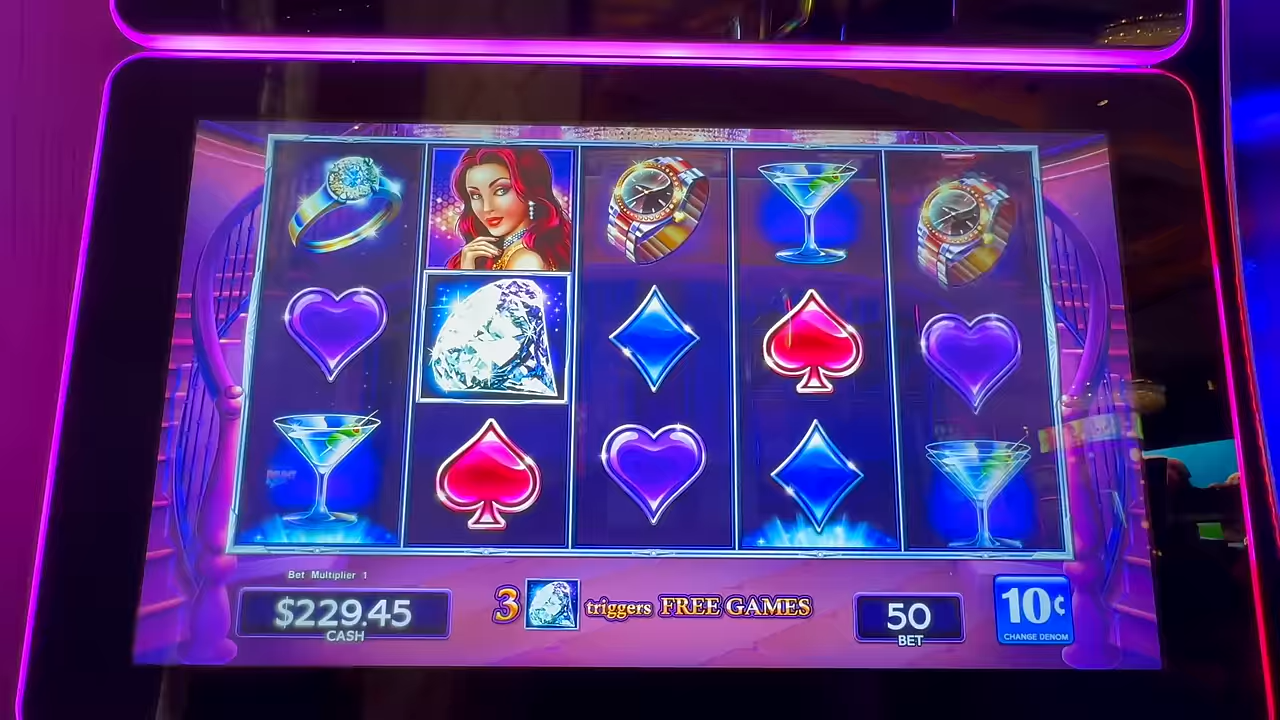 Bet Multiplier 1
$229.45
CASH
3 triggers FREE GAMES
50
BET
10¢
CHANGE DENOM